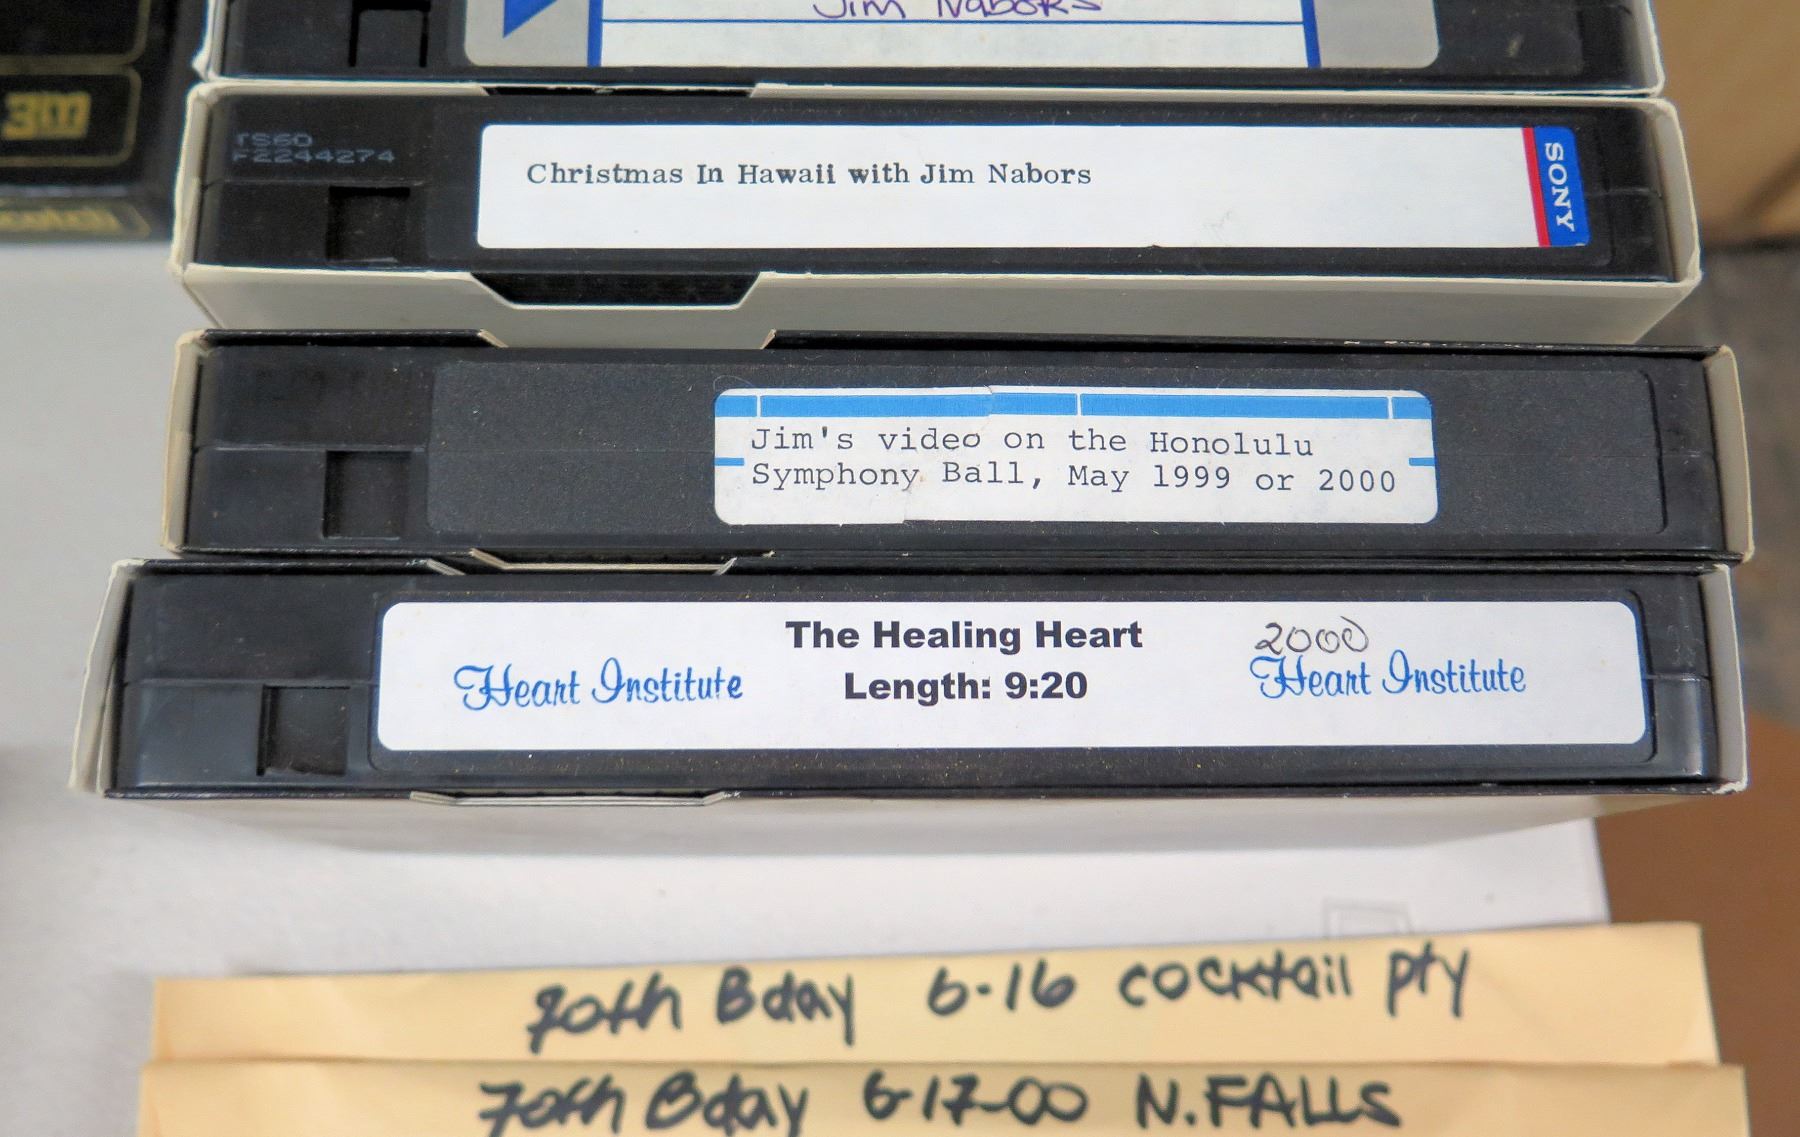 Jim Nabors
3M
TS60
F2244274
Christmas In Hawaii with Jim Nabors
SONY
Scotch
Jim's video on the Honolulu
Symphony Ball, May 1999 or 2000
The Healing Heart
2000
Heart Institute
Length: 9:20
Heart Institute
70th Bday 6-16 cocktail pty
70th Bday 6-17-00 N. FALLS